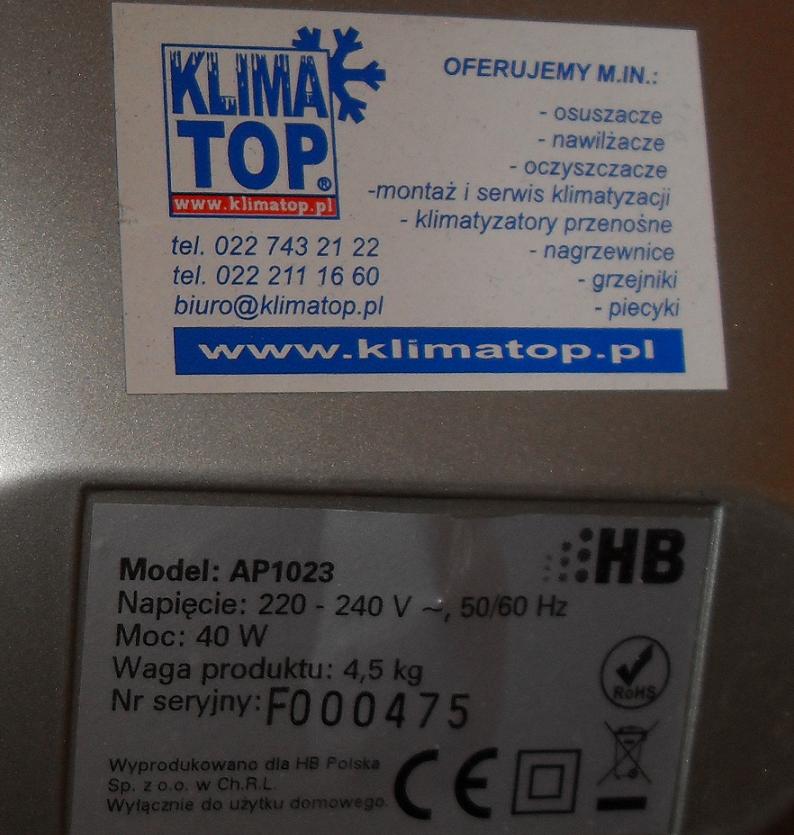 KLIMA
TOP®
www.klimatop.pl
tel. 022 743 21 22
tel. 022 211 16 60
biuro@klimatop.pl
OFERUJEMY M.IN.:
- osuszacze
- nawilżacze
- oczyszczacze
-montaż i serwis klimatyzacji
- klimatyzatory przenośne
- nagrzewnice
- grzejniki
- piecyki
www.klimatop.pl
HB
Model: AP1023
Napięcie: 220 - 240 V ~, 50/60 Hz
Moc: 40 W
Waga produktu: 4,5 kg
Nr seryjny: F000475
RoHS
Wyprodukowano dla HB Polska
Sp. z o.o. w Ch.R.L.
Wyłącznie do użytku domowego.
CE